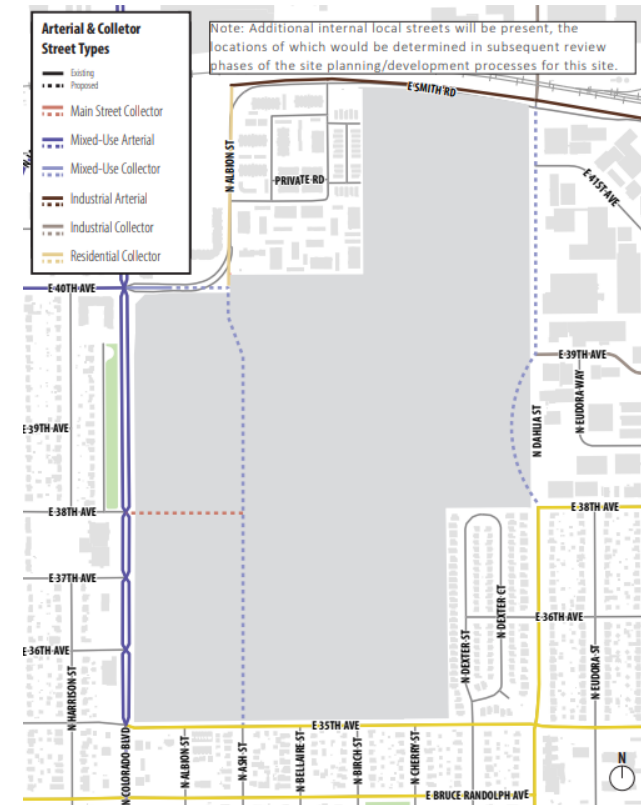 Arterial & Colletor
Street Types
Existing
Proposed
Main Street Collector
Mixed-Use Arterial
Mixed-Use Collector
Industrial Arterial
Industrial Collector
Residential Collector
Note: Additional internal local streets will be present, the
locations of which would be determined in subsequent review
phases of the site planning/development processes for this site.
E SMITH RD
N ALBION ST
PRIVATE RD
E 41ST AVE
E 40TH AVE
E 39TH AVE
N EUDORA WAY
N DAHLIA ST
E 39TH AVE
E 38TH AVE
E 38TH AVE
E 37TH AVE
N DEXTER CT
E 36TH AVE
N DEXTER ST
N EUDORA ST
E 36TH AVE
N HARRISON ST
E 35TH AVE
N COLORADO BLVD
N ALBION ST
N ASH ST
N BELLAIRE ST
N BIRCH ST
N CHERRY ST
E BRUCE RANDOLPH AVE
N